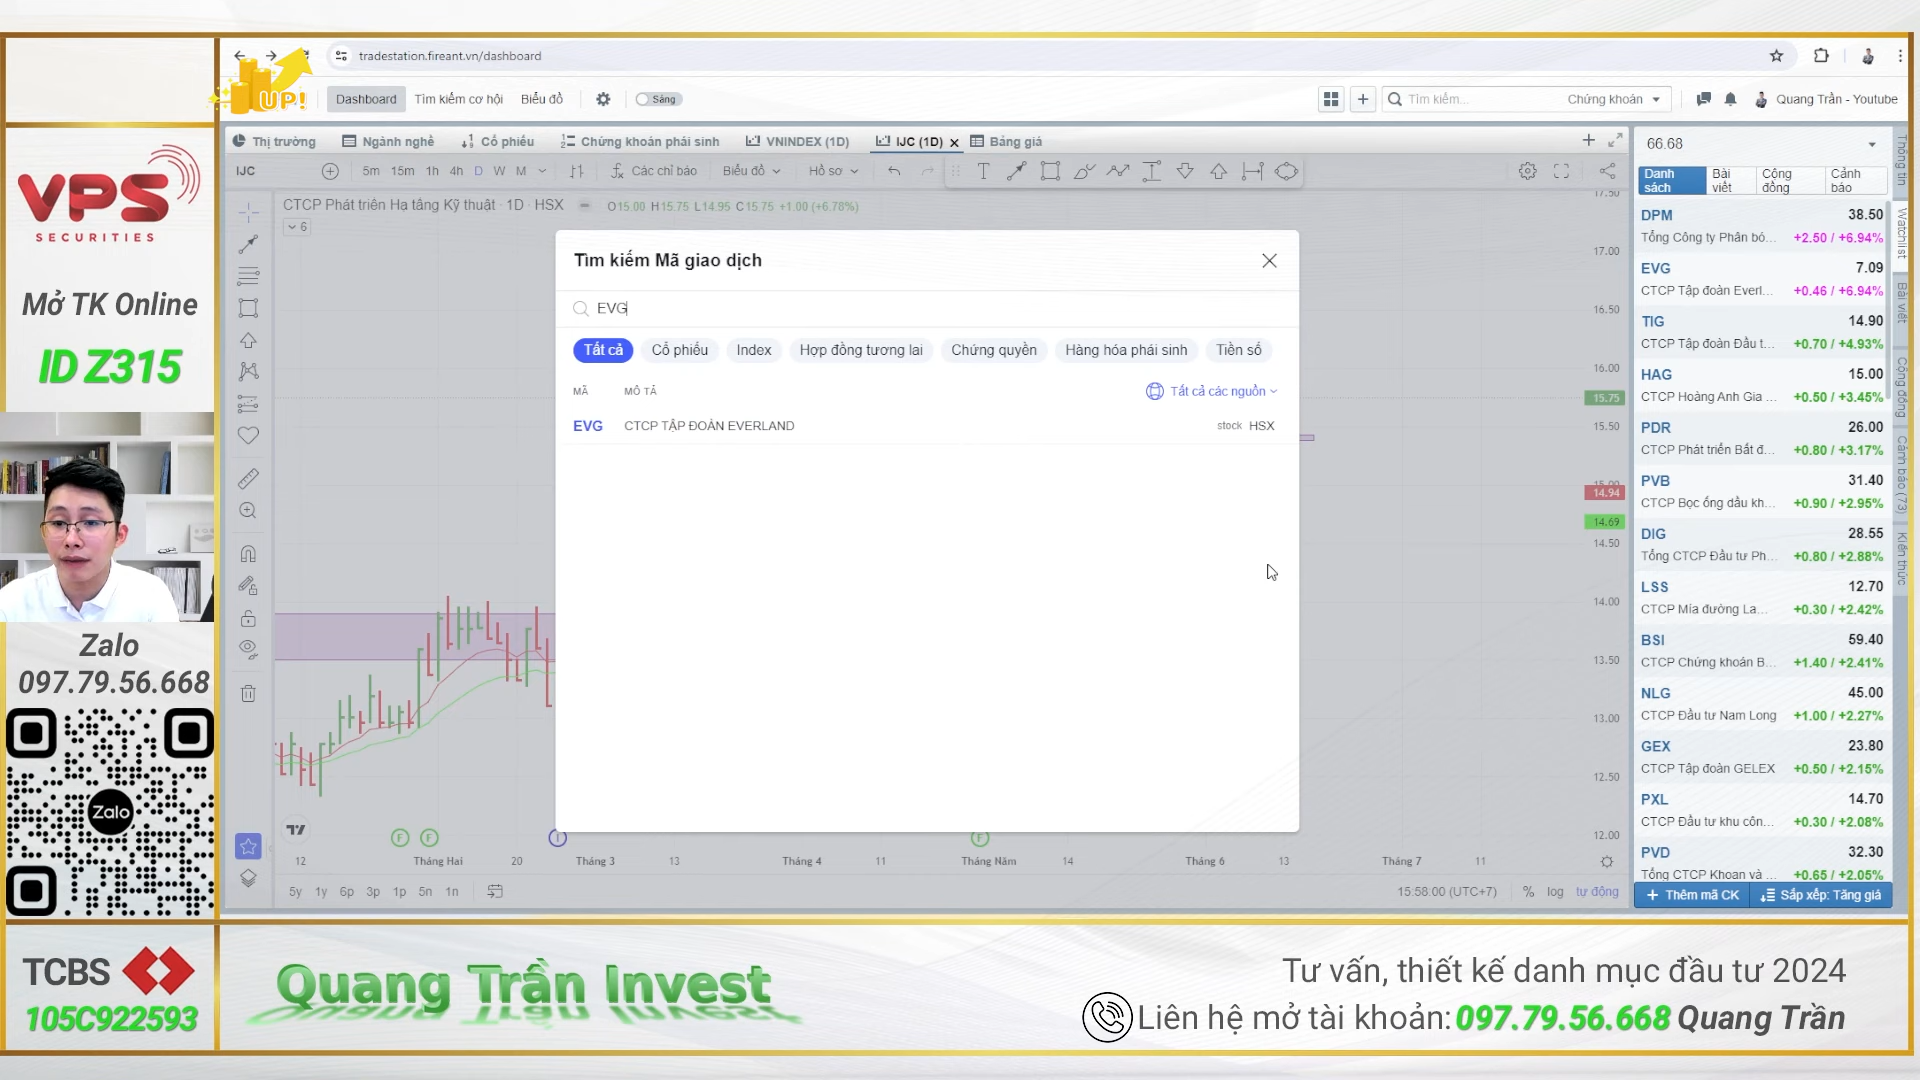 tradestation.fireant.vn/dashboard
UP!
Dashboard
Tìm kiếm cơ hội
Biểu đồ
Sáng
Tìm kiếm...
Chứng khoán
Quang Trần - Youtube
Thị trường
Ngành nghề
Cổ phiếu
Chứng khoán phái sinh
VNINDEX (1D)
IJC (1D)
Bảng giá
IJC
5m 15m 1h 4h D W M
Các chỉ báo
Biểu đồ
Hồ sơ
CTCP Phát triển Hạ tầng Kỹ thuật · 1D · HSX
O15.00 H15.75 L14.95 C15.75 +1.00 (+6.78%)
6
Tìm kiếm Mã giao dịch
EVG
Tất cả
Cổ phiếu
Index
Hợp đồng tương lai
Chứng quyền
Hàng hóa phái sinh
Tiền số
MÃ
MÔ TẢ
Tất cả các nguồn
EVG
CTCP TẬP ĐOÀN EVERLAND
stock HSX
17.50
17.00
16.50
16.00
15.75
15.50
15.00
14.94
14.69
14.50
14.00
13.50
13.00
12.50
12.00
F F I F
12 Tháng Hai 20 Tháng 3 13 Tháng 4 11 Tháng Năm 14 Tháng 6 13 Tháng 7 11
5y 1y 6p 3p 1p 5n 1n
15:58:00 (UTC+7)
% log tự động
66.68
Danh sách
Bài viết
Cộng đồng
Cảnh báo
DPM 38.50
Tổng Công ty Phân bó... +2.50 / +6.94%
EVG 7.09
CTCP Tập đoàn Everl... +0.46 / +6.94%
TIG 14.90
CTCP Tập đoàn Đầu t... +0.70 / +4.93%
HAG 15.00
CTCP Hoàng Anh Gia ... +0.50 / +3.45%
PDR 26.00
CTCP Phát triển Bất đ... +0.80 / +3.17%
PVB 31.40
CTCP Bọc ống dầu kh... +0.90 / +2.95%
DIG 28.55
Tổng CTCP Đầu tư Ph... +0.80 / +2.88%
LSS 12.70
CTCP Mía đường La... +0.30 / +2.42%
BSI 59.40
CTCP Chứng khoán B... +1.40 / +2.41%
NLG 45.00
CTCP Đầu tư Nam Long +1.00 / +2.27%
GEX 23.80
CTCP Tập đoàn GELEX +0.50 / +2.15%
PXL 14.70
CTCP Đầu tư khu côn... +0.30 / +2.08%
PVD 32.30
Tổng CTCP Khoan và ... +0.65 / +2.05%
Thêm mã CK
Sắp xếp: Tăng giá
Thông tin
Watchlist
Bài viết
Cộng đồng
Cảnh báo (73)
Kiến thức
VPS
SECURITIES
Mở TK Online
ID Z315
Zalo
097.79.56.668
Zalo
TCBS
105C922593
Quang Trần Invest
Tư vấn, thiết kế danh mục đầu tư 2024
Liên hệ mở tài khoản: 097.79.56.668 Quang Trần